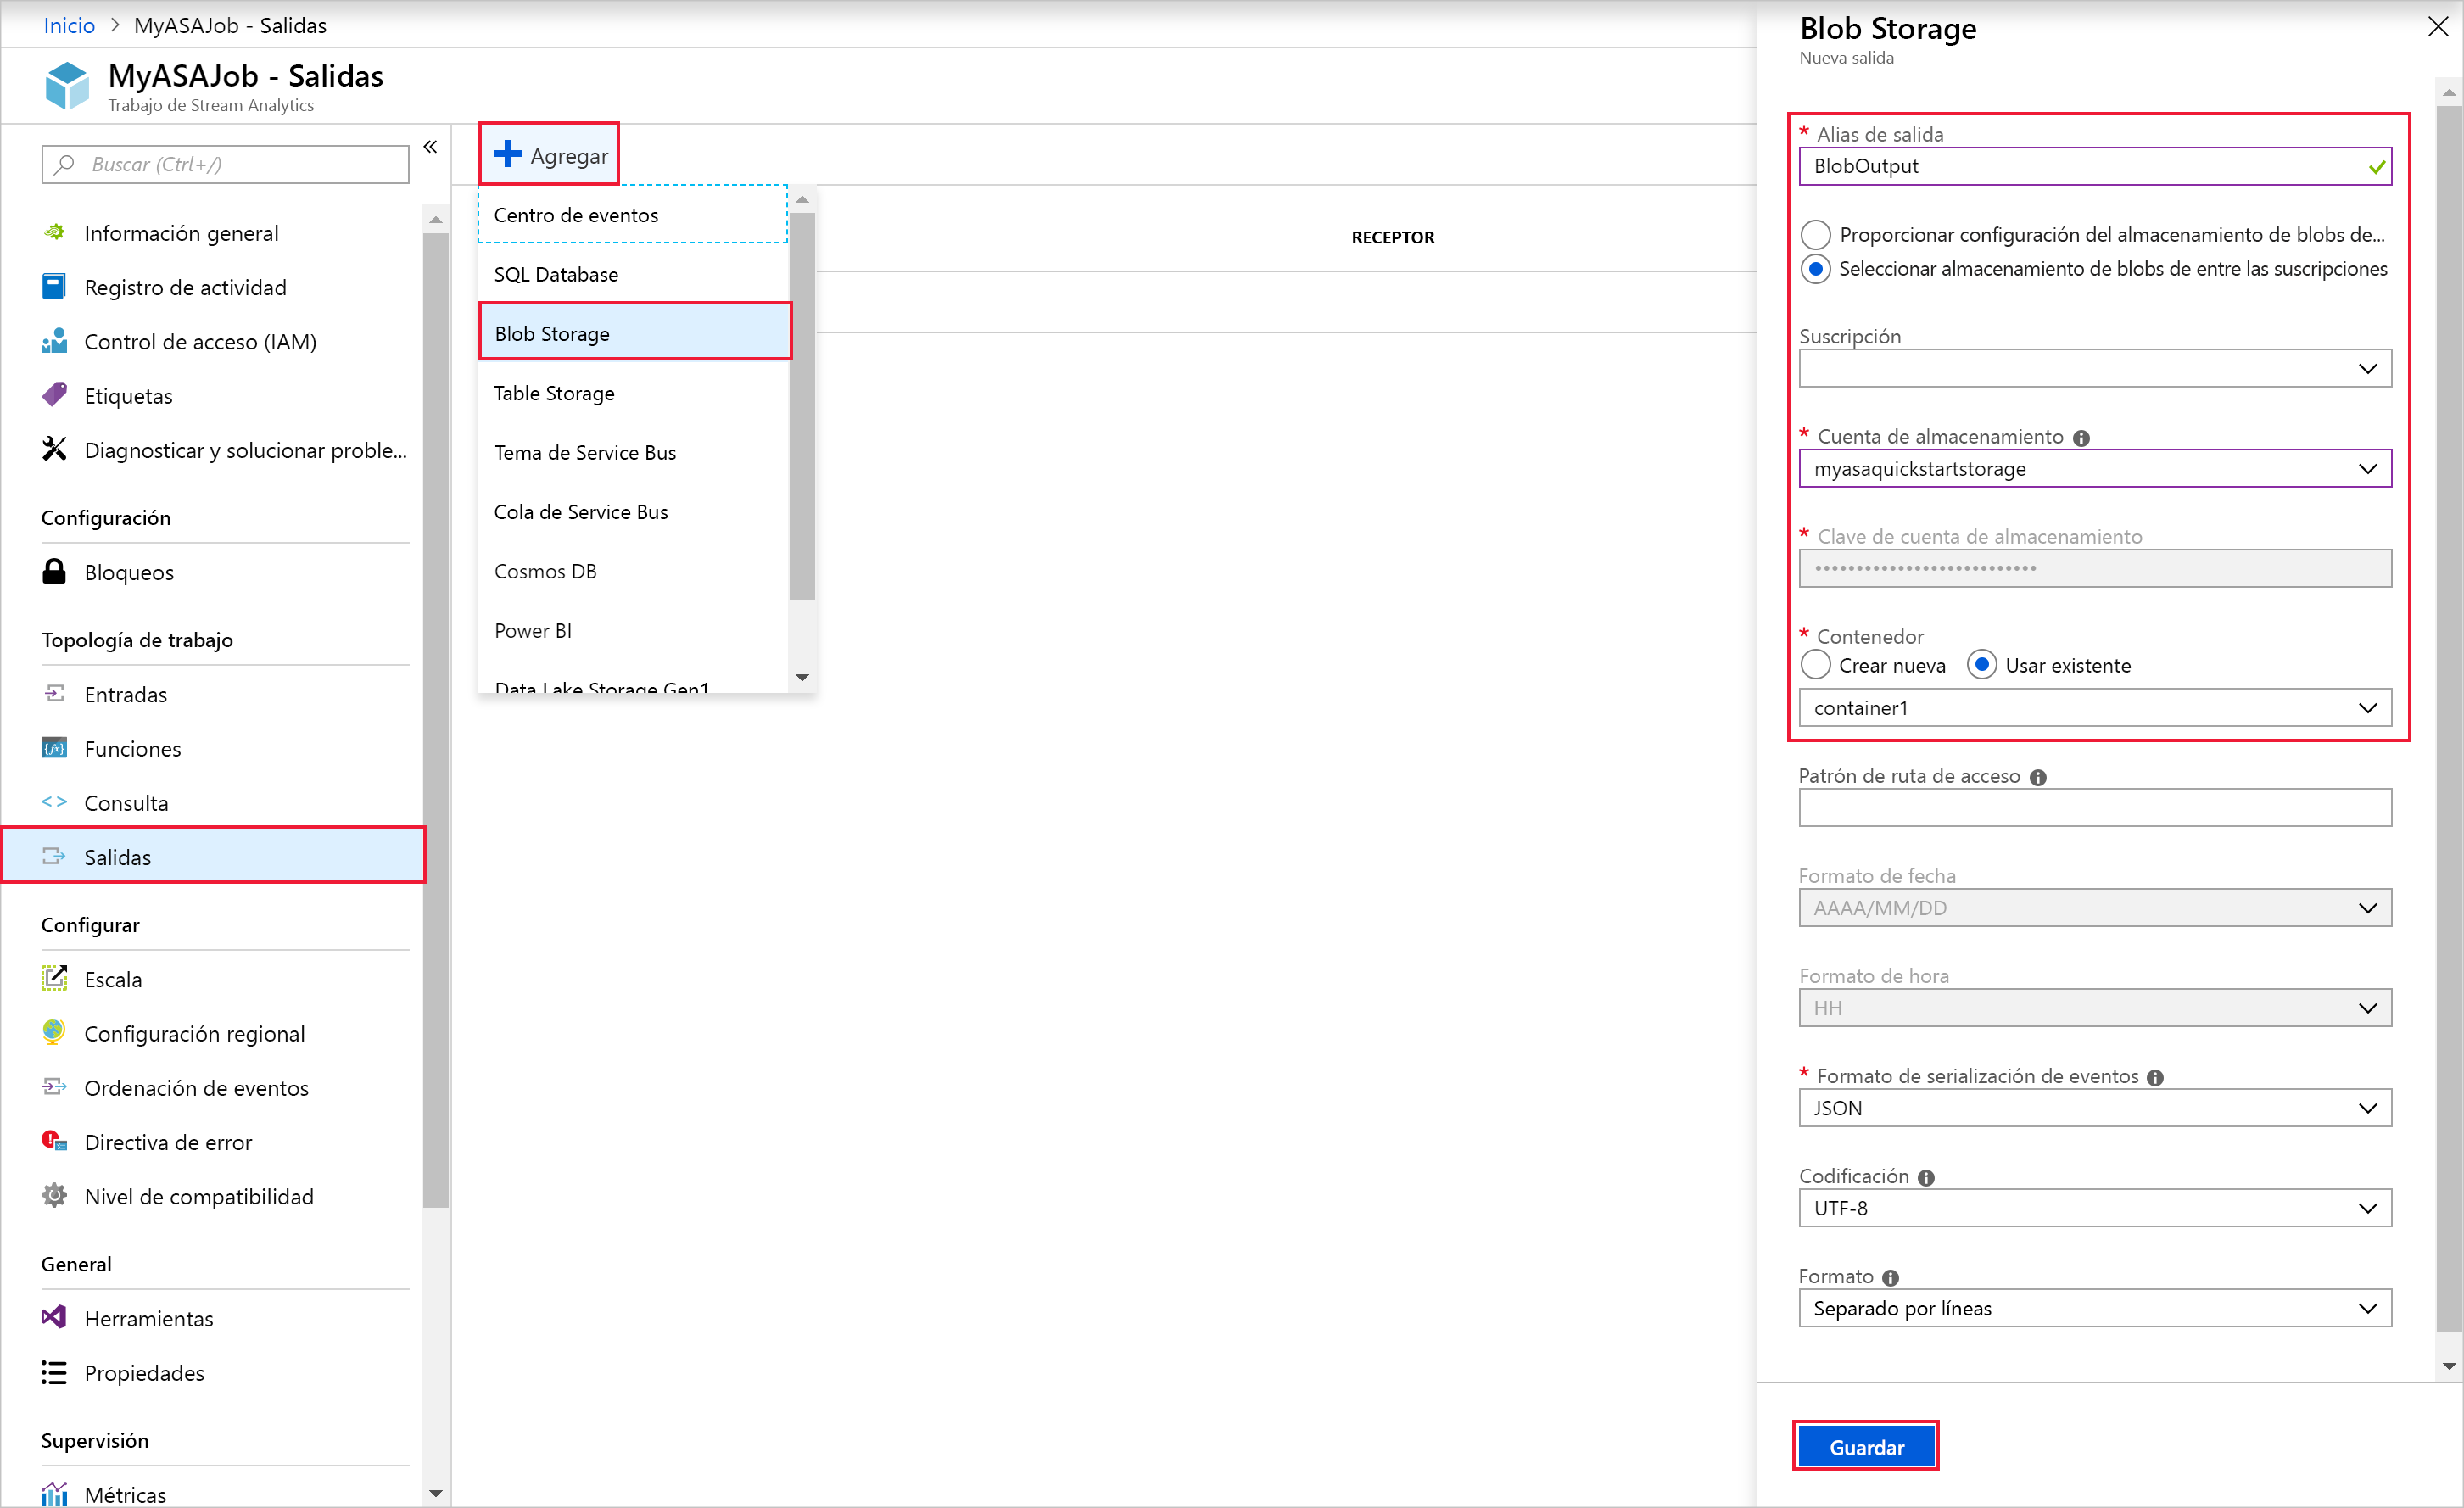 Inicio > MyASAJob - Salidas
MyASAJob - Salidas
Trabajo de Stream Analytics
Buscar (Ctrl+/)
Información general
Registro de actividad
Control de acceso (IAM)
Etiquetas
Diagnosticar y solucionar proble...
Configuración
Bloqueos
Topología de trabajo
Entradas
Funciones
Consulta
Salidas
Configurar
Escala
Configuración regional
Ordenación de eventos
Directiva de error
Nivel de compatibilidad
General
Herramientas
Propiedades
Supervisión
Métricas
Agregar
Centro de eventos
SQL Database
Blob Storage
Table Storage
Tema de Service Bus
Cola de Service Bus
Cosmos DB
Power BI
Data Lake Storage Gen1
RECEPTOR
Blob Storage
Nueva salida
* Alias de salida
BlobOutput
Proporcionar configuración del almacenamiento de blobs de...
Seleccionar almacenamiento de blobs de entre las suscripciones
Suscripción
* Cuenta de almacenamiento
myasaquickstartstorage
* Clave de cuenta de almacenamiento
* Contenedor
Crear nueva Usar existente
container1
Patrón de ruta de acceso
Formato de fecha
AAAA/MM/DD
Formato de hora
HH
* Formato de serialización de eventos
JSON
Codificación
UTF-8
Formato
Separado por líneas
Guardar